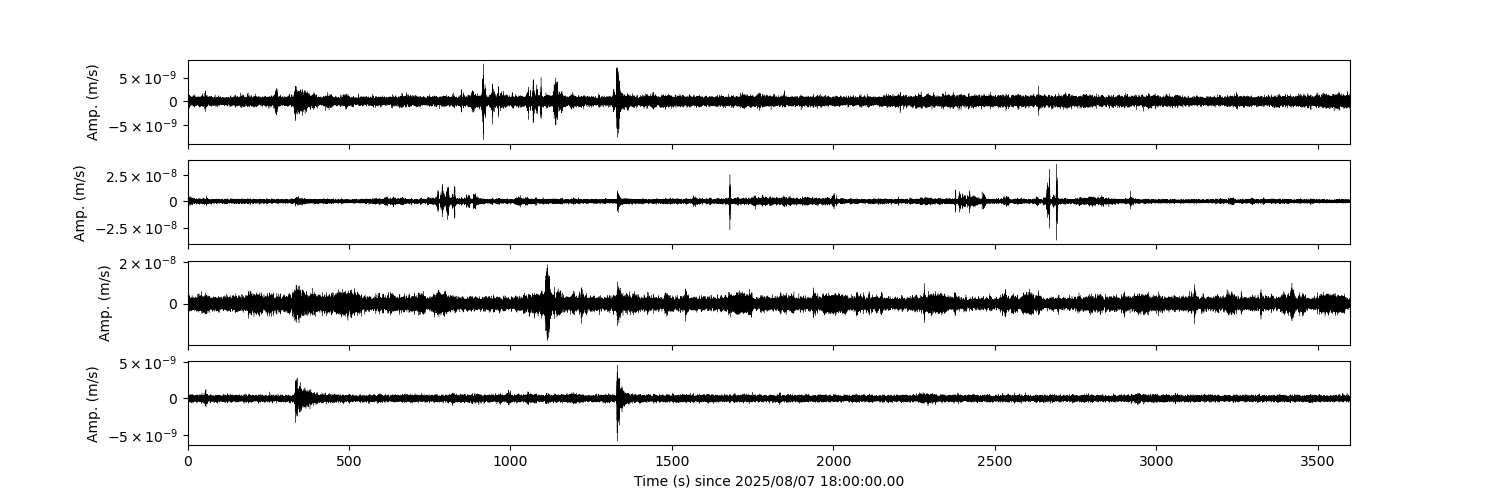 Amp. (m/s)
5 × 10⁻⁹
0
−5 × 10⁻⁹
Amp. (m/s)
2.5 × 10⁻⁸
0
−2.5 × 10⁻⁸
Amp. (m/s)
2 × 10⁻⁸
0
Amp. (m/s)
5 × 10⁻⁹
0
−5 × 10⁻⁹
0 500 1000 1500 2000 2500 3000 3500
Time (s) since 2025/08/07 18:00:00.00